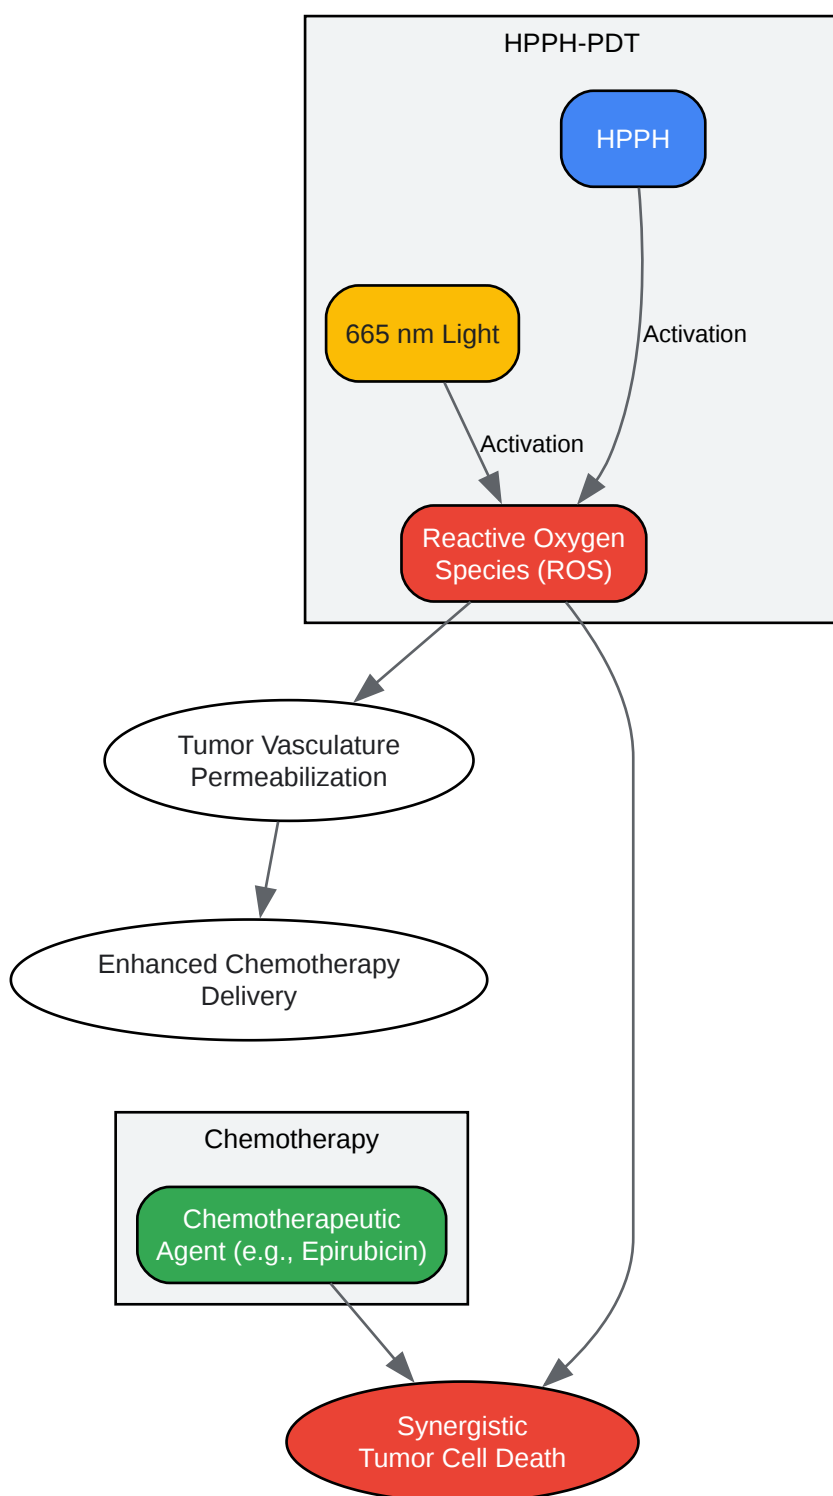 HPPH-PDT
HPPH
665 nm Light
Activation
Activation
Reactive Oxygen
Species (ROS)
Tumor Vasculature
Permeabilization
Enhanced Chemotherapy
Delivery
Chemotherapy
Chemotherapeutic
Agent (e.g., Epirubicin)
Synergistic
Tumor Cell Death